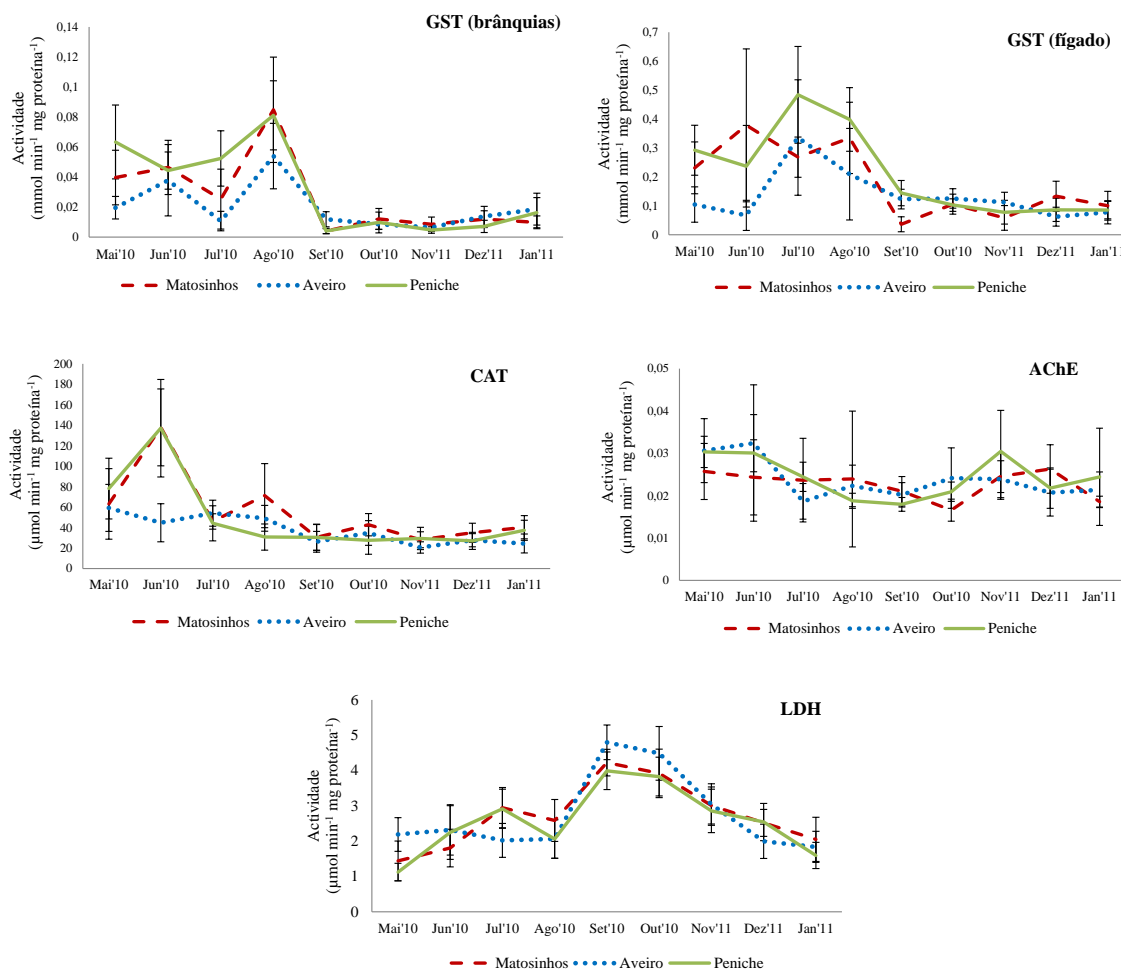 GST (brânquias)
Actividade
(mmol min-1 mg proteína-1)
0,14
0,12
0,1
0,08
0,06
0,04
0,02
0
Mai'10 Jun'10 Jul'10 Ago'10 Set'10 Out'10 Nov'11 Dez'11 Jan'11
Matosinhos Aveiro Peniche
GST (fígado)
Actividade
(mmol min-1 mg proteína-1)
0,7
0,6
0,5
0,4
0,3
0,2
0,1
0
Mai'10 Jun'10 Jul'10 Ago'10 Set'10 Out'10 Nov'11 Dez'11 Jan'11
Matosinhos Aveiro Peniche
CAT
Actividade
(µmol min-1 mg proteína-1)
200
180
160
140
120
100
80
60
40
20
0
Mai'10 Jun'10 Jul'10 Ago'10 Set'10 Out'10 Nov'11 Dez'11 Jan'11
Matosinhos Aveiro Peniche
AChE
Actividade
(µmol min-1 mg proteína-1)
0,05
0,04
0,03
0,02
0,01
0
Mai'10 Jun'10 Jul'10 Ago'10 Set'10 Out'10 Nov'11 Dez'11 Jan'11
Matosinhos Aveiro Peniche
LDH
Actividade
(µmol min-1 mg proteína-1)
6
5
4
3
2
1
0
Mai'10 Jun'10 Jul'10 Ago'10 Set'10 Out'10 Nov'11 Dez'11 Jan'11
Matosinhos Aveiro Peniche